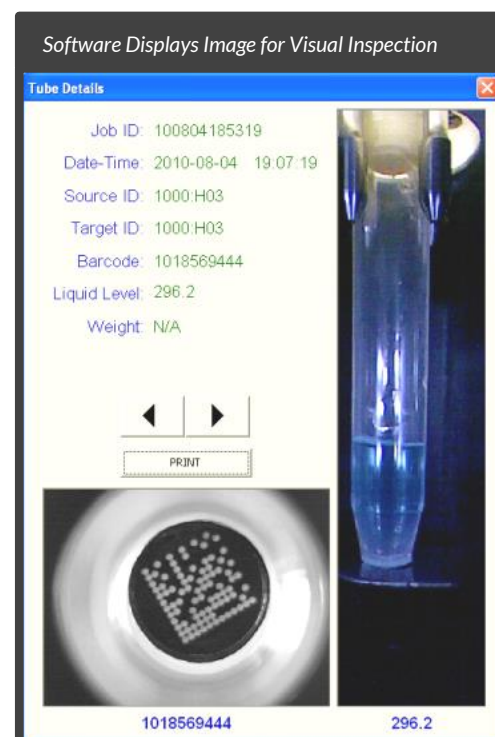 Software Displays Image for Visual Inspection
Tube Details
Job ID: 100804185319
Date-Time: 2010-08-04 19:07:19
Source ID: 1000:H03
Target ID: 1000:H03
Barcode: 1018569444
Liquid Level: 296.2
Weight: N/A
PRINT
1018569444
296.2